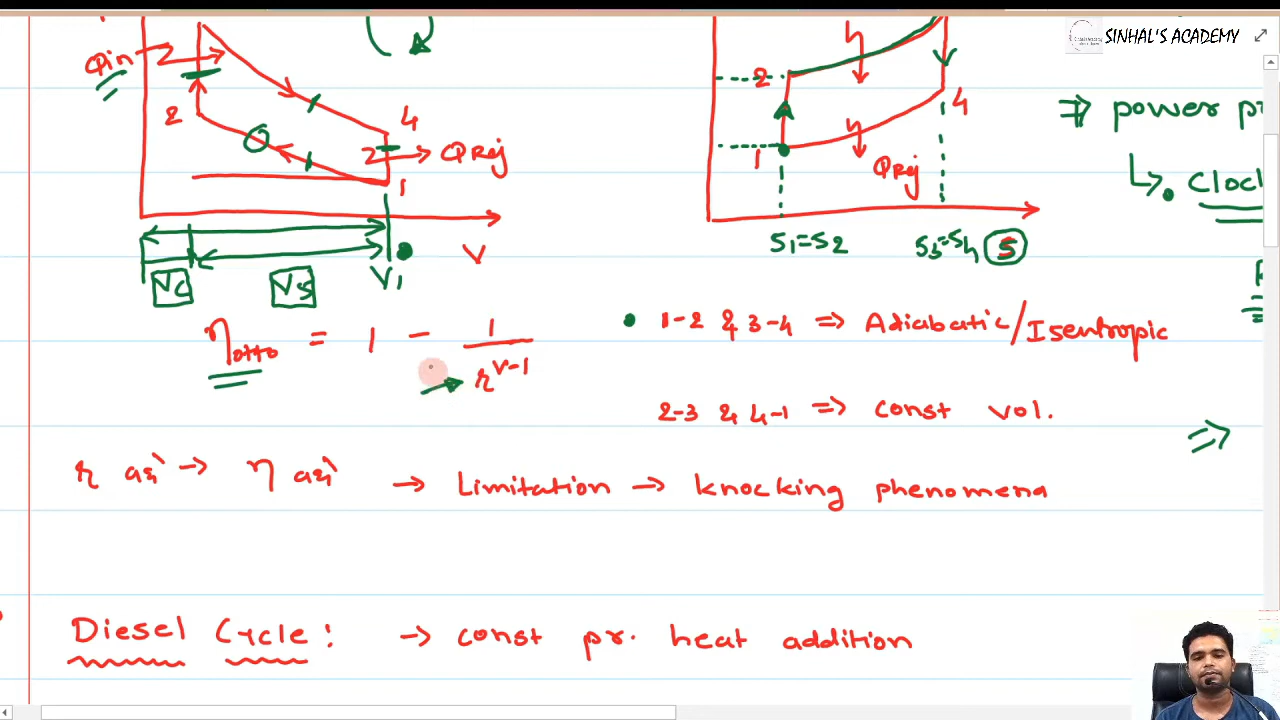 SINHAL'S ACADEMY
Qin
2
4
QRej
1
V
Vc
Vs
V1
2
1
4
QRej
S1=S2
S3=S4
S
⇒ power
↳ Cloc
ηotto = 1 - 1/r^γ-1
• 1-2 & 3-4 ⇒ Adiabatic/Isentropic
2-3 & 4-1 ⇒ const vol.
⇒
→ Limitation → knocking phenomena
Diesel Cycle: → const pr. heat addition